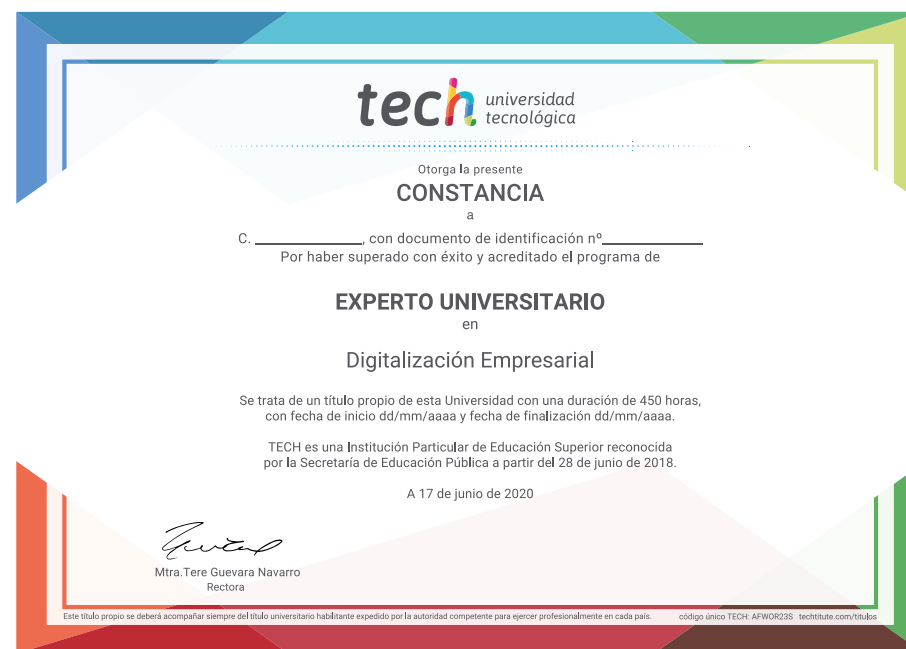 tech universidad
tecnológica
Otorga la presente
CONSTANCIA
a
C. ______________, con documento de identificación nº______________
Por haber superado con éxito y acreditado el programa de
EXPERTO UNIVERSITARIO
en
Digitalización Empresarial
Se trata de un título propio de esta Universidad con una duración de 450 horas,
con fecha de inicio dd/mm/aaaa y fecha de finalización dd/mm/aaaa.
TECH es una Institución Particular de Educación Superior reconocida
por la Secretaría de Educación Pública a partir del 28 de junio de 2018.
A 17 de junio de 2020
Mtra.Tere Guevara Navarro
Rectora
Este título propio se deberá acompañar siempre del título universitario habilitante expedido por la autoridad competente para ejercer profesionalmente en cada país. código único TECH: AFWOR23S techtitute.com/titulos